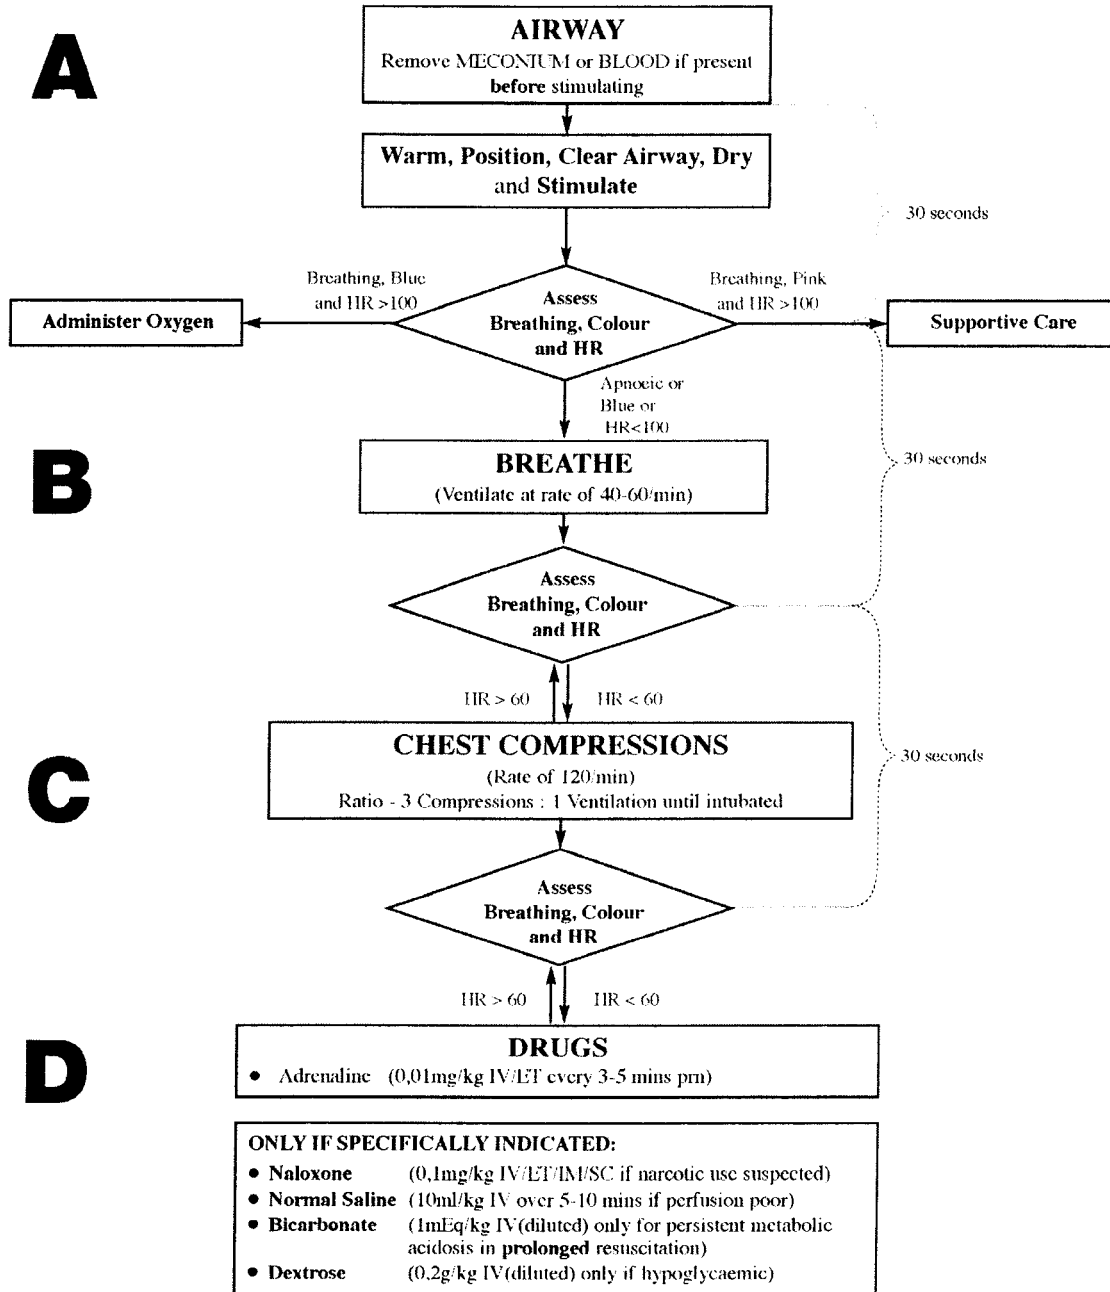 A
AIRWAY
Remove MECONIUM or BLOOD if present
before stimulating
Warm, Position, Clear Airway, Dry
and Stimulate
30 seconds
Breathing, Blue
and HR >100
Breathing, Pink
and HR >100
Administer Oxygen
Assess
Breathing, Colour
and HR
Supportive Care
Apnoeic or
Blue or
HR<100
B
BREATHE
(Ventilate at rate of 40-60/min)
30 seconds
Assess
Breathing, Colour
and HR
HR > 60
HR < 60
C
CHEST COMPRESSIONS
(Rate of 120/min)
Ratio - 3 Compressions : 1 Ventilation until intubated
30 seconds
Assess
Breathing, Colour
and HR
HR > 60
HR < 60
D
DRUGS
● Adrenaline (0,01mg/kg IV/ET every 3-5 mins prn)
ONLY IF SPECIFICALLY INDICATED:
● Naloxone (0,1mg/kg IV/ET/IM/SC if narcotic use suspected)
● Normal Saline (10ml/kg IV over 5-10 mins if perfusion poor)
● Bicarbonate (1mEq/kg IV(diluted) only for persistent metabolic
acidosis in prolonged resuscitation)
● Dextrose (0,2g/kg IV(diluted) only if hypoglycaemic)